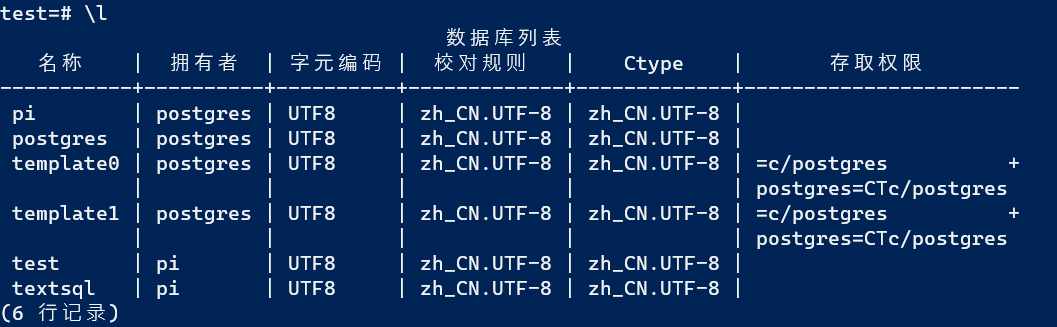 test=# \l
数据库列表
名称 | 拥有者 | 字元编码 | 校对规则 | Ctype | 存取权限
-----------+----------+----------+-------------+-------------+-----------------------
pi | postgres | UTF8 | zh_CN.UTF-8 | zh_CN.UTF-8 |
postgres | postgres | UTF8 | zh_CN.UTF-8 | zh_CN.UTF-8 |
template0 | postgres | UTF8 | zh_CN.UTF-8 | zh_CN.UTF-8 | =c/postgres +
| | | | | postgres=CTc/postgres
template1 | postgres | UTF8 | zh_CN.UTF-8 | zh_CN.UTF-8 | =c/postgres +
| | | | | postgres=CTc/postgres
test | pi | UTF8 | zh_CN.UTF-8 | zh_CN.UTF-8 |
textsql | pi | UTF8 | zh_CN.UTF-8 | zh_CN.UTF-8 |
(6 行记录)